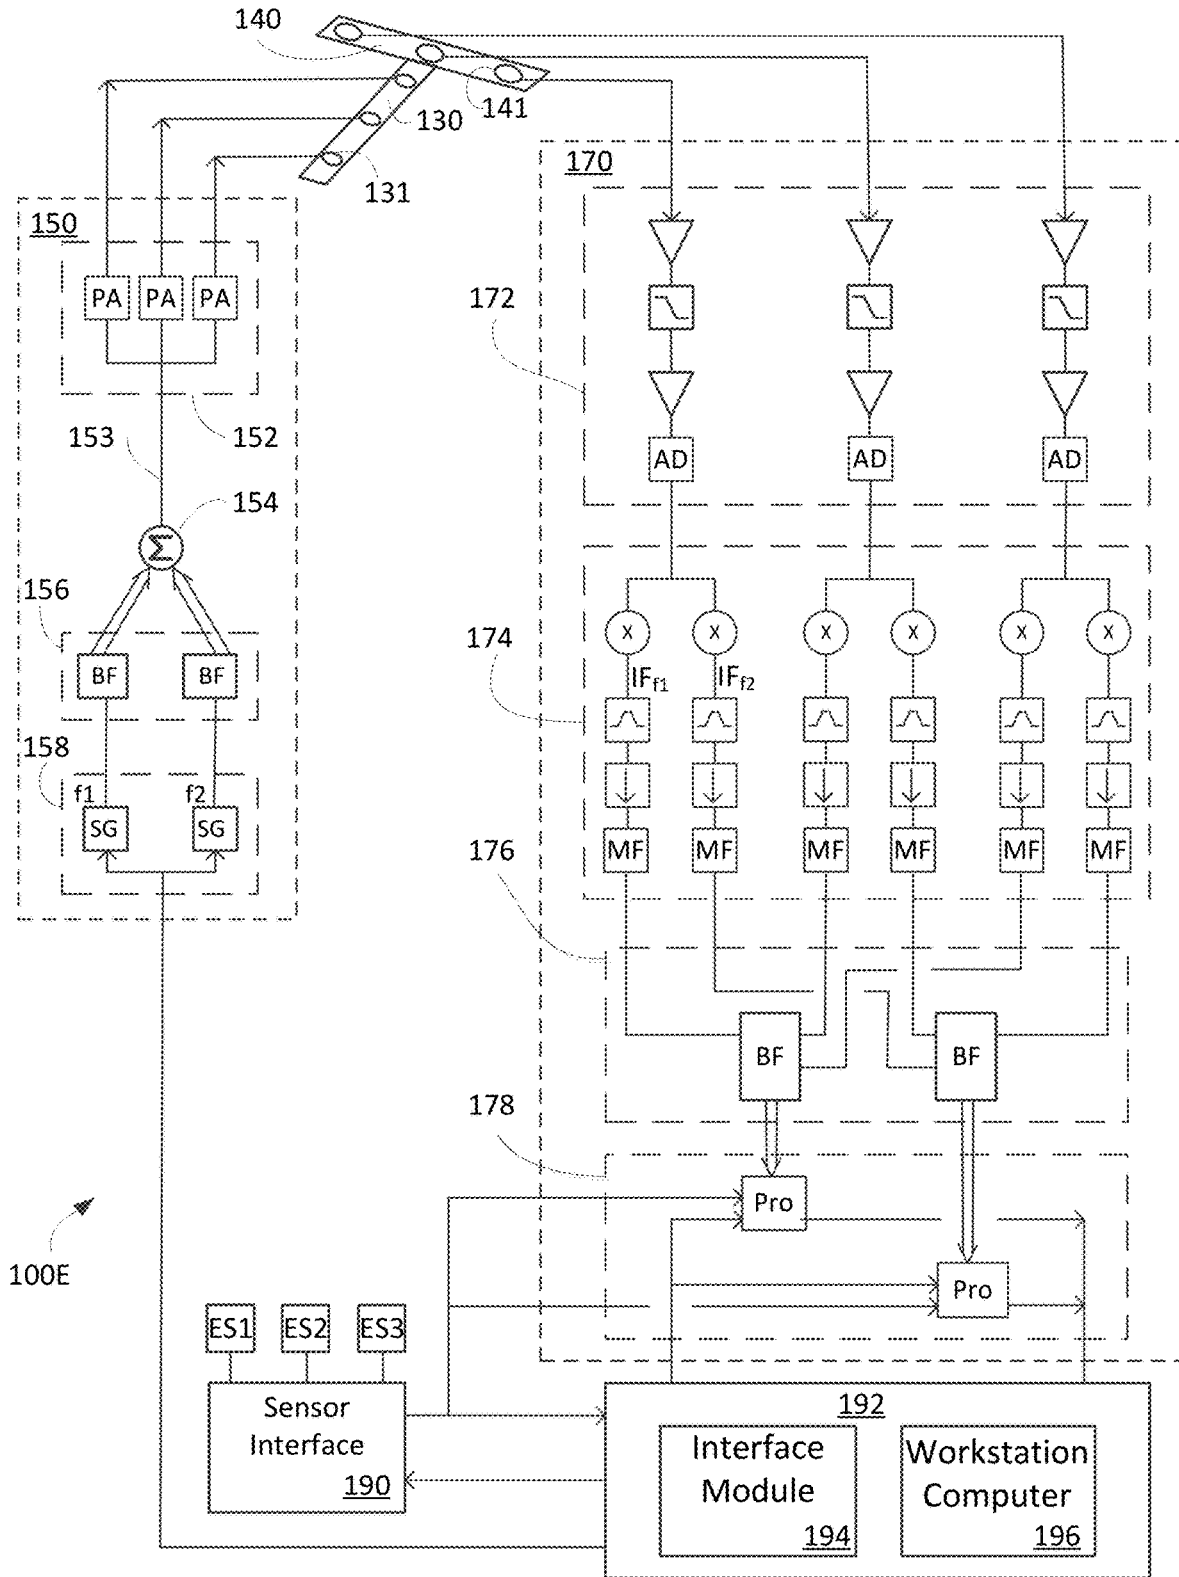 140
141
130
131
150
170
PA PA PA
172
152
153
154
AD AD AD
Σ
156
X X X X X X
174
BF BF
IFf1 IFf2
158
f1 f2
SG SG
MF MF MF MF MF MF
176
BF BF
178
Pro
Pro
100E
ES1 ES2 ES3
Sensor
Interface
190
192
Interface
Module
194
Workstation
Computer
196